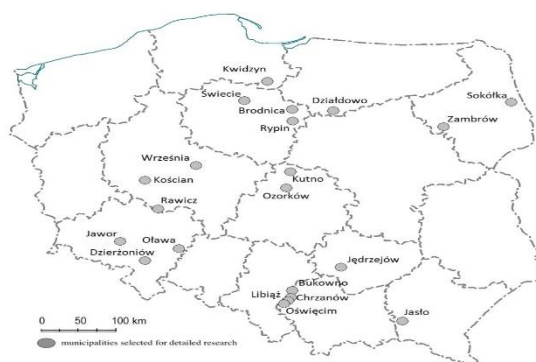 Kwidzyn
Sokółka
Świecie
Brodnica
Działdowo
Zambrów
Rypin
Września
Kutno
Kościan
Ozorków
Rawicz
Jawor
Oława
Dzierżoniów
Jędrzejów
Bukowno
Libiąż
Chrzanów
Oświęcim
Jasło
0 50 100 km
municipalities selected for detailed research